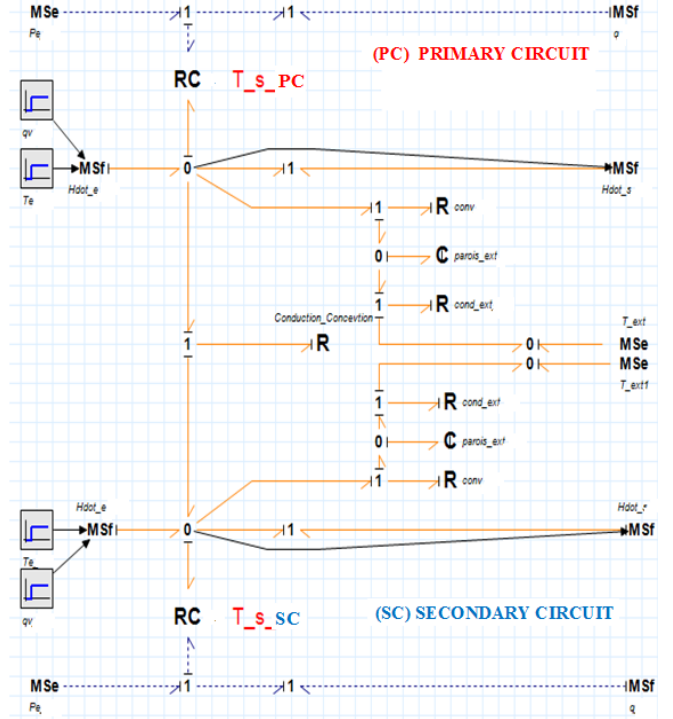 MSe 1 1 MSf
Pe q
(PC) PRIMARY CIRCUIT
RC T_s_PC
qv
MSf 0 1 MSf
Te Hdot_e Hdot_s
1 R conv
0 C parois_ext
1 R cond_ext
Conduction_Concevtion
T_ext
1 R 0 MSe
0 MSe
T_ext1
1 R cond_ext
0 C parois_ext
1 R conv
Hdot_e
MSf 0 1 MSf
Te
qv
RC T_s_SC (SC) SECONDARY CIRCUIT
MSe 1 1 MSf
Pe q